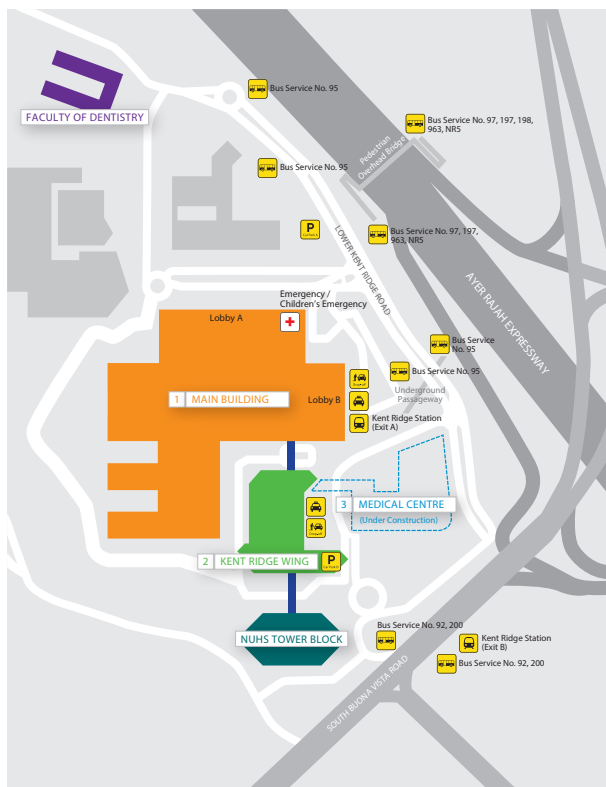 Bus Service No. 95
FACULTY OF DENTISTRY
Bus Service No. 97, 197, 198,
963, NR5
Pedestrian
Overhead Bridge
Bus Service No. 95
P
Bus Service No. 97, 197,
963, NR5
LOWER KENT RIDGE ROAD
AYER RAJAH EXPRESSWAY
Emergency /
Children's Emergency
Lobby A
Bus Service
No. 95
Bus Service No. 95
Underground
Passageway
1 MAIN BUILDING
Lobby B
Kent Ridge Station
(Exit A)
3 MEDICAL CENTRE
(Under Construction)
2 KENT RIDGE WING
P
NUHS TOWER BLOCK
Bus Service No. 92, 200
Kent Ridge Station
(Exit B)
Bus Service No. 92, 200
SOUTH BUONA VISTA ROAD